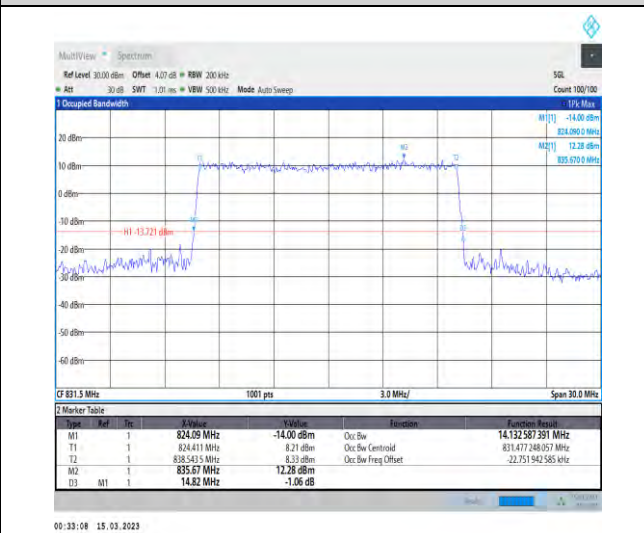 MultiView Spectrum
Ref Level 30.00 dBm Offset 4.07 dB RBW 200 kHz SGL
Att 30 dB SWT 1.01 ms VBW 500 kHz Mode Auto Sweep Count 100/100
1 Occupied Bandwidth 1Pk Max
M1[1] -14.00 dBm
824.090 0 MHz
M2[1] 12.28 dBm
835.670 0 MHz
20 dBm
M2
T1 T2
10 dBm
0 dBm
-10 dBm
M1
H1 -13.721 dBm
D3
-20 dBm
-30 dBm
-40 dBm
-50 dBm
-60 dBm
CF 831.5 MHz 1001 pts 3.0 MHz/ Span 30.0 MHz
2 Marker Table
Type Ref Trc X-Value Y-Value Function Function Result
M1 1 824.09 MHz -14.00 dBm Occ Bw 14.132 587 391 MHz
T1 1 824.411 MHz 8.21 dBm Occ Bw Centroid 831.477 248 057 MHz
T2 1 838.5435 MHz 8.33 dBm Occ Bw Freq Offset -22.751 942 585 kHz
M2 1 835.67 MHz 12.28 dBm
D3 M1 1 14.82 MHz -1.06 dB
00:33:08 15.03.2023